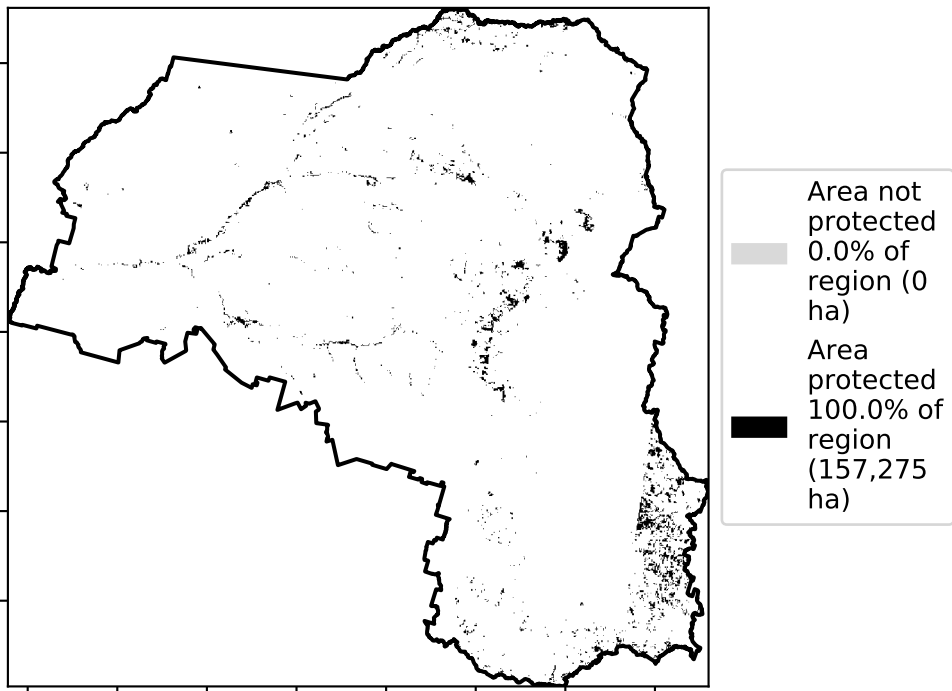 Area not
protected
0.0% of
region (0
ha)
Area
protected
100.0% of
region
(157,275
ha)